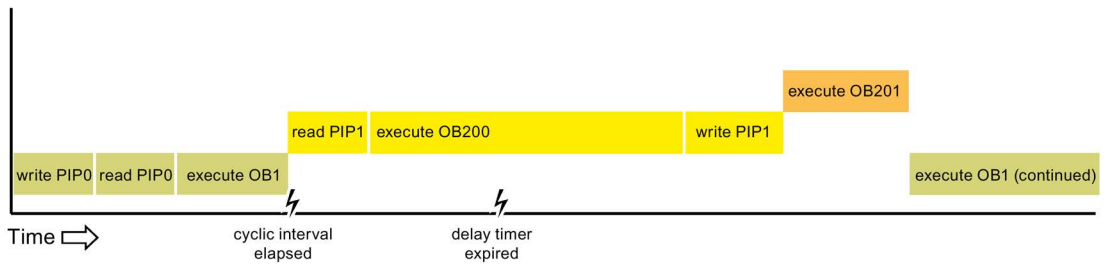 execute OB201
read PIP1
execute OB200
write PIP1
write PIP0
read PIP0
execute OB1
execute OB1 (continued)
Time
cyclic interval
elapsed
delay timer
expired